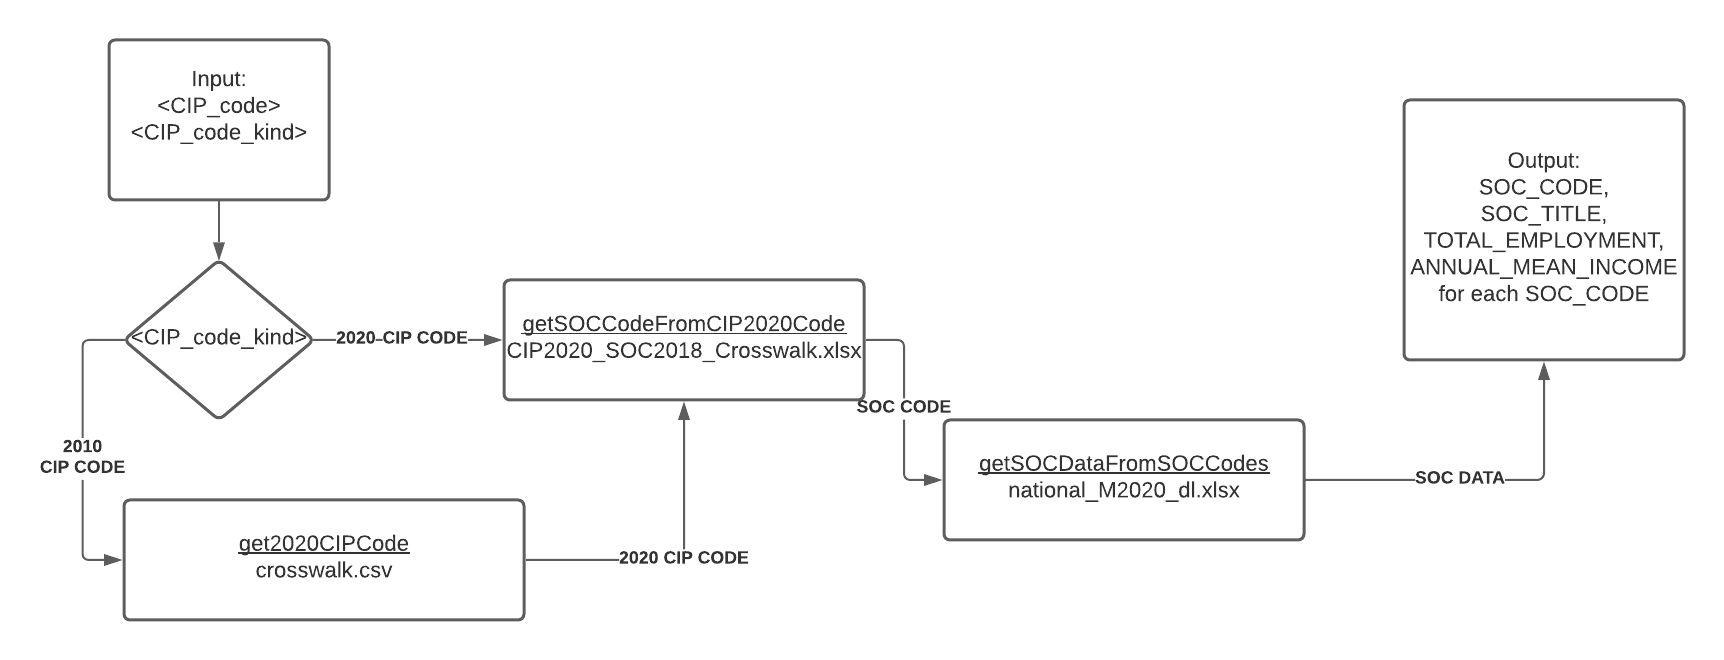 Input:
<CIP_code>
<CIP_code_kind>
<CIP_code_kind>
2020 CIP CODE
2010
CIP CODE
get2020CIPCode
crosswalk.csv
2020 CIP CODE
getSOCCodeFromCIP2020Code
CIP2020_SOC2018_Crosswalk.xlsx
SOC CODE
getSOCDataFromSOCCodes
national_M2020_dl.xlsx
SOC DATA
Output:
SOC_CODE,
SOC_TITLE,
TOTAL_EMPLOYMENT,
ANNUAL_MEAN_INCOME
for each SOC_CODE